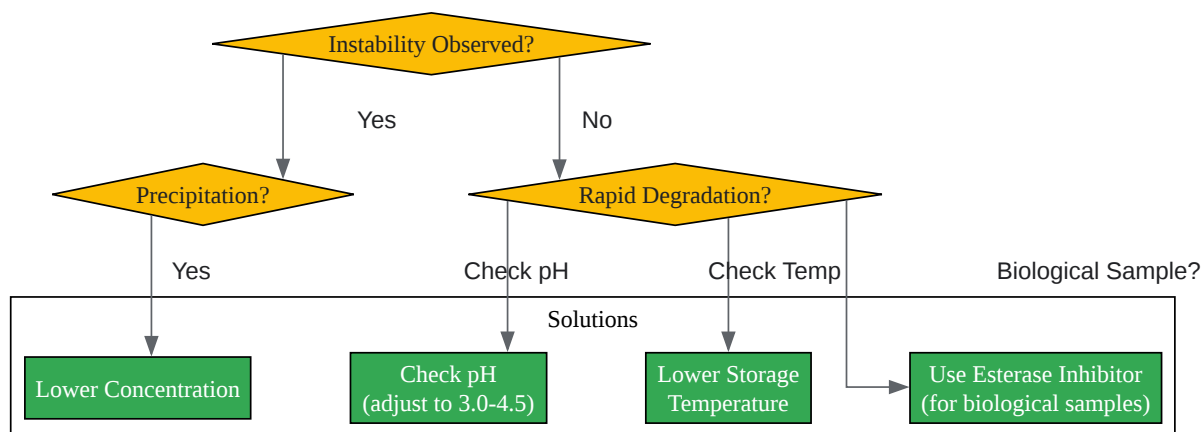 Instability Observed?
Yes
No
Precipitation?
Rapid Degradation?
Yes
Check pH
Check Temp
Biological Sample?
Solutions
Lower Concentration
Check pH
(adjust to 3.0-4.5)
Lower Storage
Temperature
Use Esterase Inhibitor
(for biological samples)